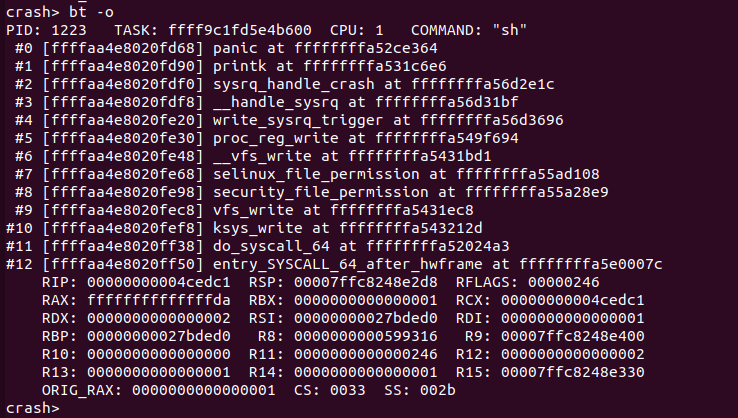 crash> bt -o
PID: 1223   TASK: ffff9c1fd5e4b600  CPU: 1   COMMAND: "sh"
 #0 [ffffaa4e8020fd68] panic at ffffffffa52ce364
 #1 [ffffaa4e8020fd90] printk at ffffffffa531c6e6
 #2 [ffffaa4e8020fdf0] sysrq_handle_crash at ffffffffa56d2e1c
 #3 [ffffaa4e8020fdf8] __handle_sysrq at ffffffffa56d31bf
 #4 [ffffaa4e8020fe20] write_sysrq_trigger at ffffffffa56d3696
 #5 [ffffaa4e8020fe30] proc_reg_write at ffffffffa549f694
 #6 [ffffaa4e8020fe48] __vfs_write at ffffffffa5431bd1
 #7 [ffffaa4e8020fe68] selinux_file_permission at ffffffffa55ad108
 #8 [ffffaa4e8020fe98] security_file_permission at ffffffffa55a28e9
 #9 [ffffaa4e8020fec8] vfs_write at ffffffffa5431ec8
#10 [ffffaa4e8020fef8] ksys_write at ffffffffa543212d
#11 [ffffaa4e8020ff38] do_syscall_64 at ffffffffa52024a3
#12 [ffffaa4e8020ff50] entry_SYSCALL_64_after_hwframe at ffffffffa5e0007c
    RIP: 00000000004cedc1  RSP: 00007ffc8248e2d8  RFLAGS: 00000246
    RAX: ffffffffffffffda  RBX: 0000000000000001  RCX: 00000000004cedc1
    RDX: 0000000000000002  RSI: 00000000027bded0  RDI: 0000000000000001
    RBP: 00000000027bded0   R8: 0000000000599316   R9: 00007ffc8248e400
    R10: 0000000000000000  R11: 0000000000000246  R12: 0000000000000002
    R13: 0000000000000001  R14: 0000000000000001  R15: 00007ffc8248e330
    ORIG_RAX: 0000000000000001  CS: 0033  SS: 002b
crash>